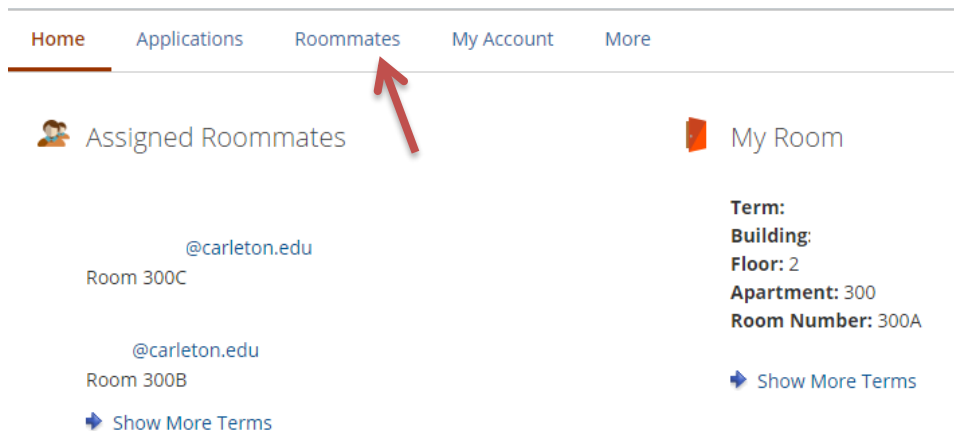 Home Applications Roommates My Account More
Assigned Roommates
@carleton.edu
Room 300C
@carleton.edu
Room 300B
Show More Terms
My Room
Term:
Building:
Floor: 2
Apartment: 300
Room Number: 300A
Show More Terms